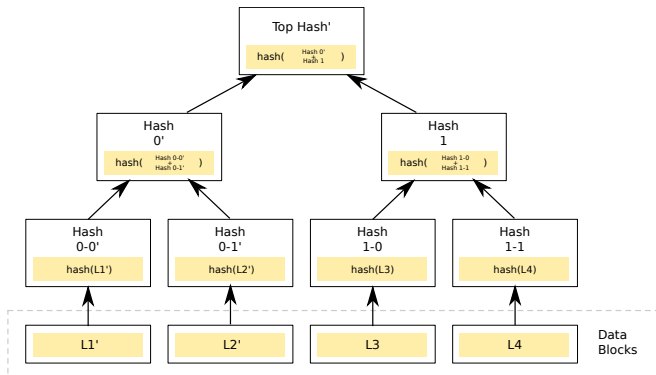 Top Hash'
hash( Hash 0' + Hash 1 )
Hash
0'
hash( Hash 0-0' + Hash 0-1' )
Hash
1
hash( Hash 1-0 + Hash 1-1 )
Hash
0-0'
hash(L1')
Hash
0-1'
hash(L2')
Hash
1-0
hash(L3)
Hash
1-1
hash(L4)
L1'
L2'
L3
L4
Data
Blocks